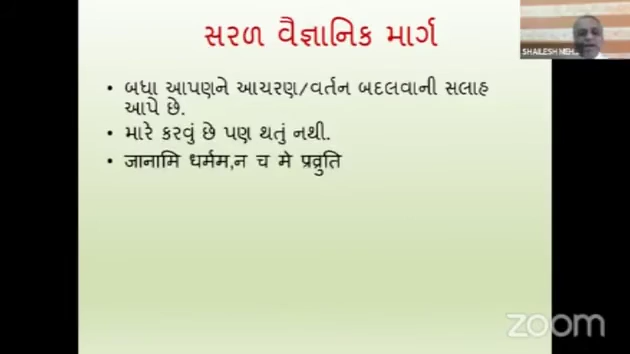 સરળ વૈજ્ઞાનિક માર્ગ
SHAILESH MEH
• બધા આપણને આચરણ/વર્તન બદલવાની સલાહ
આપે છે.
• મારે કરવું છે પણ થતું નથી.
• જાનામિ ધર્મમ,ન ચ મે પ્રવ્રુતિ
zoom